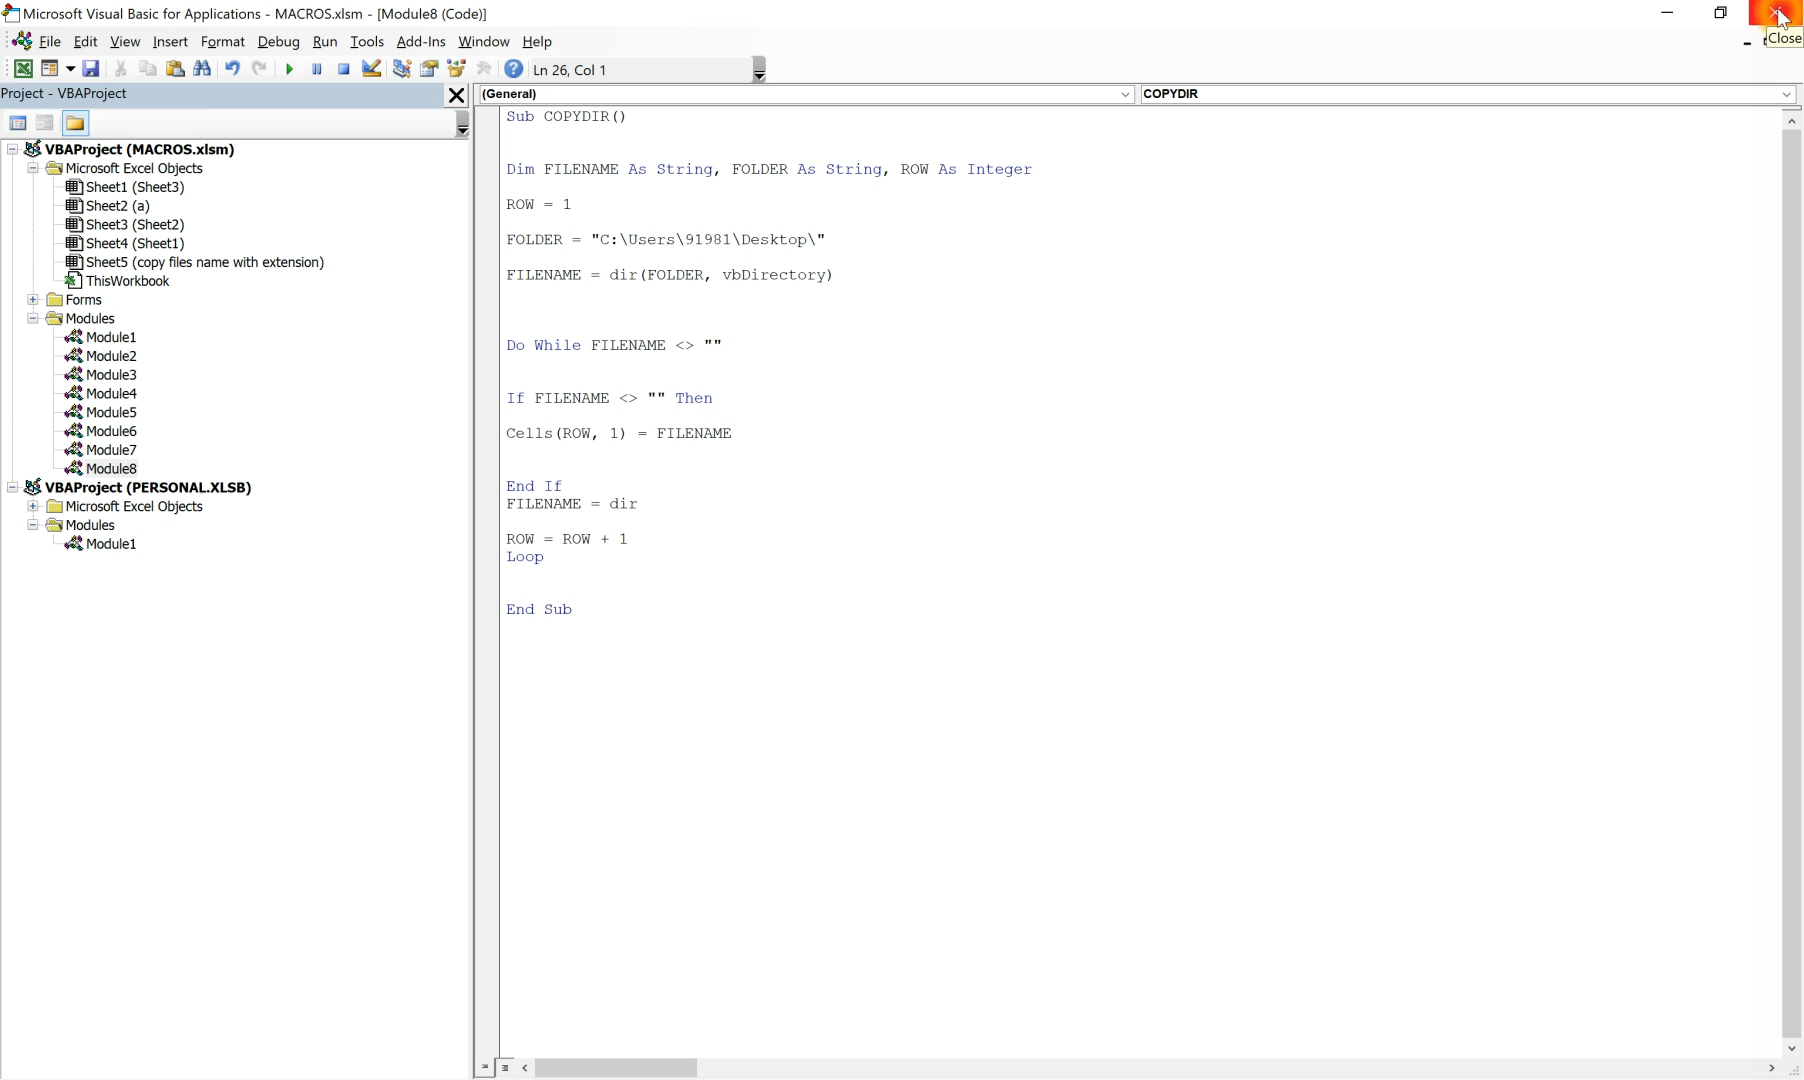 Microsoft Visual Basic for Applications - MACROS.xlsm - [Module8 (Code)]
File Edit View Insert Format Debug Run Tools Add-Ins Window Help
Close
Ln 26, Col 1
Project - VBAProject
(General) COPYDIR
VBAProject (MACROS.xlsm)
Microsoft Excel Objects
Sheet1 (Sheet3)
Sheet2 (a)
Sheet3 (Sheet2)
Sheet4 (Sheet1)
Sheet5 (copy files name with extension)
ThisWorkbook
Forms
Modules
Module1
Module2
Module3
Module4
Module5
Module6
Module7
Module8
VBAProject (PERSONAL.XLSB)
Microsoft Excel Objects
Modules
Module1
Sub COPYDIR()
Dim FILENAME As String, FOLDER As String, ROW As Integer
ROW = 1
FOLDER = "C:\Users\91981\Desktop\"
FILENAME = dir(FOLDER, vbDirectory)
Do While FILENAME <> ""
If FILENAME <> "" Then
Cells(ROW, 1) = FILENAME
End If
FILENAME = dir
ROW = ROW + 1
Loop
End Sub